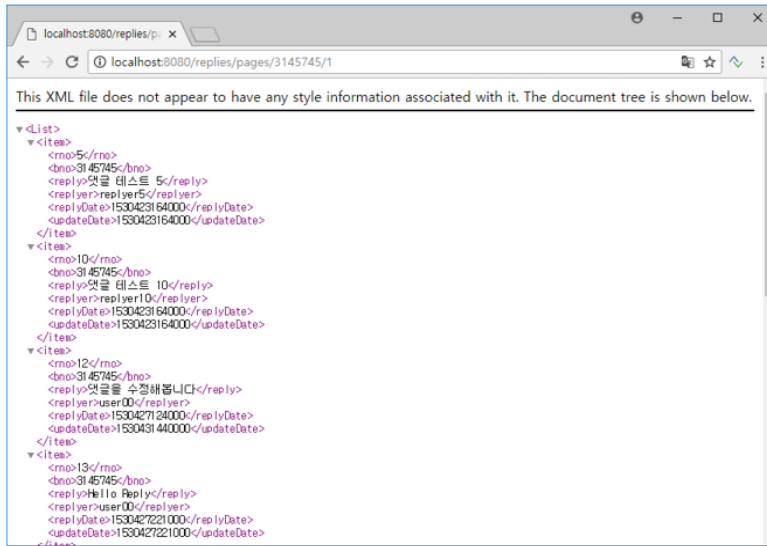 localhost:8080/replies/pa
localhost:8080/replies/pages/3145745/1
This XML file does not appear to have any style information associated with it. The document tree is shown below.
▼<List>
▼<item>
<rno>5</rno>
<bno>3145745</bno>
<reply>댓글 테스트 5</reply>
<replyer>replyer5</replyer>
<replyDate>1530423164000</replyDate>
<updateDate>1530423164000</updateDate>
</item>
▼<item>
<rno>10</rno>
<bno>3145745</bno>
<reply>댓글 테스트 10</reply>
<replyer>replyer10</replyer>
<replyDate>1530423164000</replyDate>
<updateDate>1530423164000</updateDate>
</item>
▼<item>
<rno>12</rno>
<bno>3145745</bno>
<reply>댓글을 수정해봅니다</reply>
<replyer>user00</replyer>
<replyDate>1530427124000</replyDate>
<updateDate>1530431440000</updateDate>
</item>
▼<item>
<rno>13</rno>
<bno>3145745</bno>
<reply>Hello Reply</reply>
<replyer>user00</replyer>
<replyDate>1530427221000</replyDate>
<updateDate>1530427221000</updateDate>
</item>